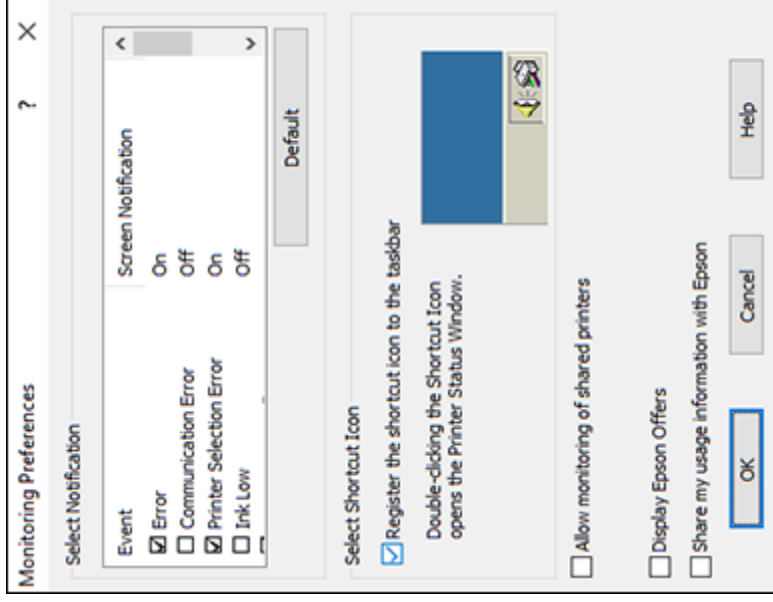 Monitoring Preferences ? X
Select Notification
Event Screen Notification
Error On
Communication Error Off
Printer Selection Error On
Ink Low Off
Default
Select Shortcut Icon
Register the shortcut icon to the taskbar
Double-clicking the Shortcut Icon
opens the Printer Status Window.
Allow monitoring of shared printers
Display Epson Offers
Share my usage information with Epson
OK Cancel Help